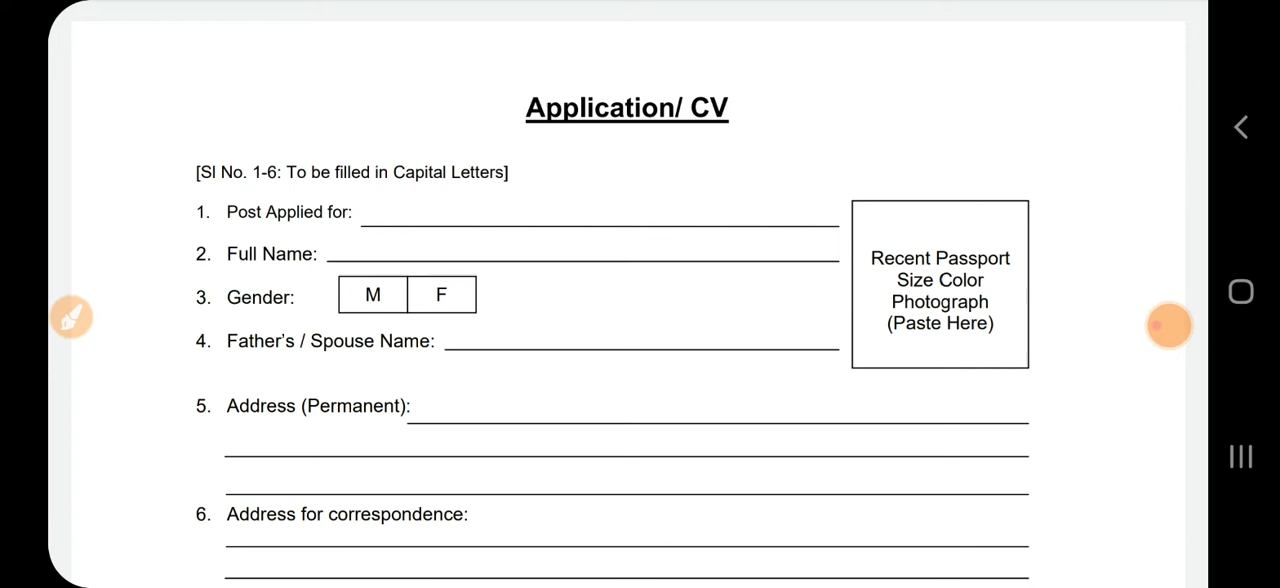 Application/ CV
[Sl No. 1-6: To be filled in Capital Letters]
1. Post Applied for:
2. Full Name:
3. Gender: M F
4. Father's / Spouse Name:
Recent Passport
Size Color
Photograph
(Paste Here)
5. Address (Permanent):
6. Address for correspondence: